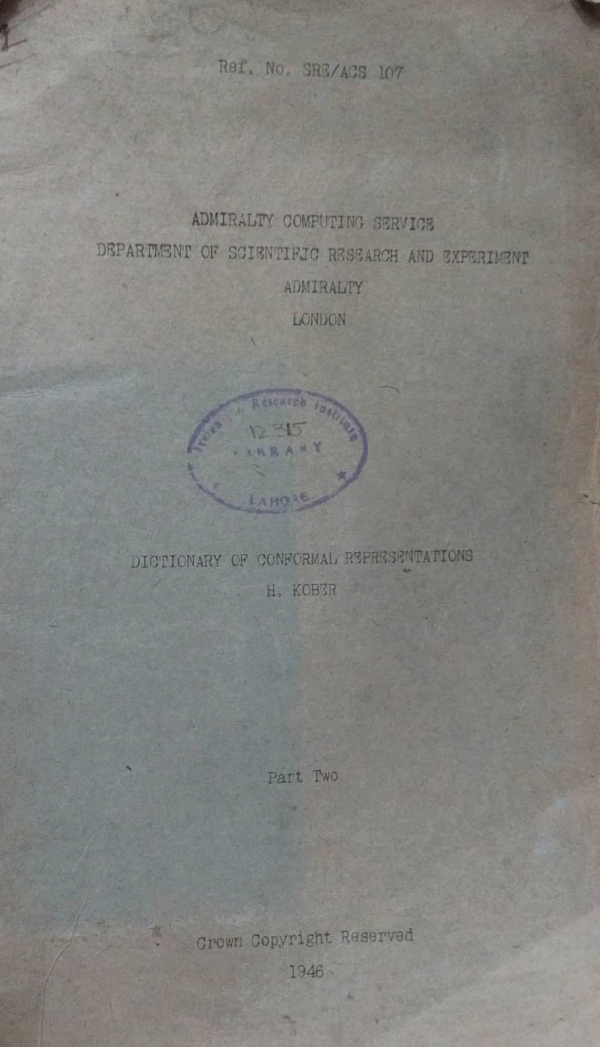 Ref. No. SRE/ACS 107
ADMIRALTY COMPUTING SERVICE
DEPARTMENT OF SCIENTIFIC RESEARCH AND EXPERIMENT
ADMIRALTY
LONDON
Research Institute
12315
LIBRARY
LAHORE
DICTIONARY OF CONFORMAL REPRESENTATIONS
H. KOBER
Part Two
Crown Copyright Reserved
1946